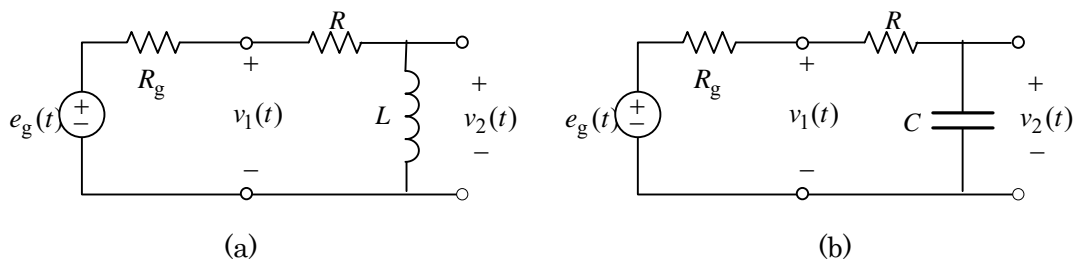 R
R
R_g
+
R_g
+
+
+
e_g(t)
+
−
v_1(t)
L
v_2(t)
e_g(t)
+
−
v_1(t)
C
v_2(t)
−
−
−
−
(a)
(b)